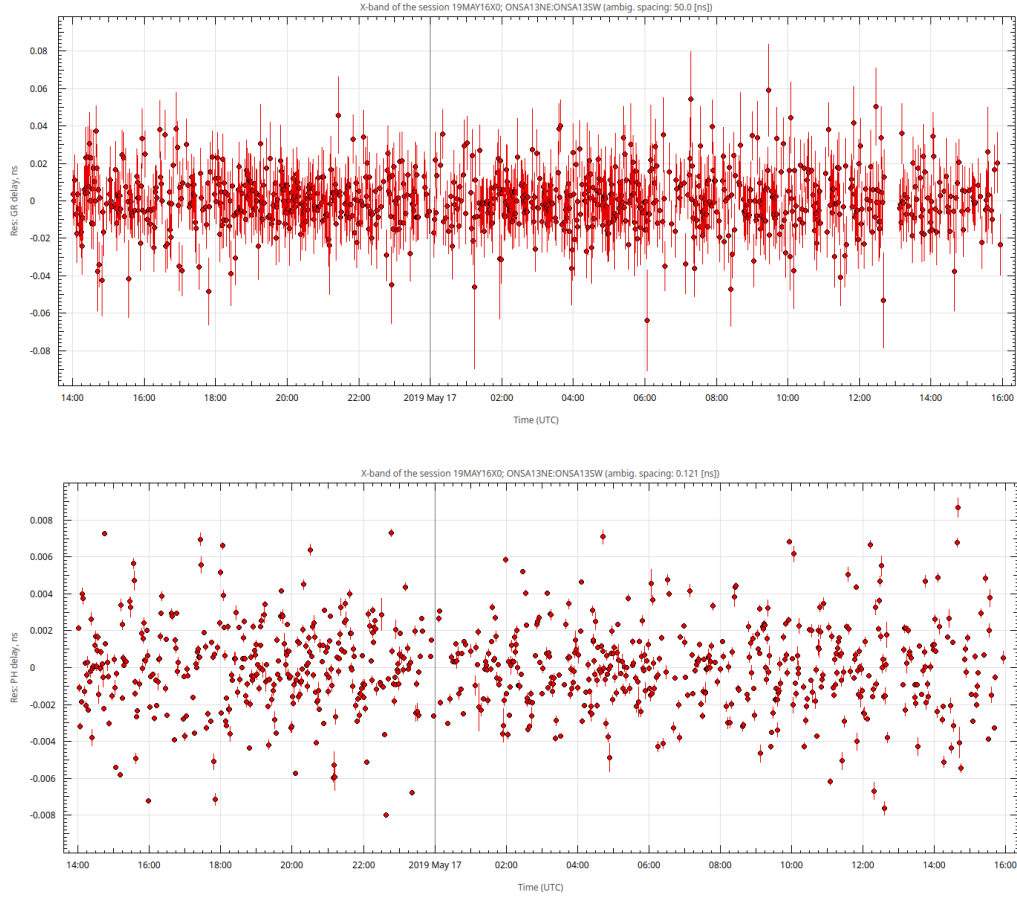 X-band of the session 19MAY16X0; ONSA13NE:ONSA13SW (ambig. spacing: 50.0 [ns])
Res: GR delay, ns
0.08
0.06
0.04
0.02
0
-0.02
-0.04
-0.06
-0.08
14:00 16:00 18:00 20:00 22:00 2019 May 17 02:00 04:00 06:00 08:00 10:00 12:00 14:00 16:00
Time (UTC)
X-band of the session 19MAY16X0; ONSA13NE:ONSA13SW (ambig. spacing: 0.121 [ns])
Res: PH delay, ns
0.008
0.006
0.004
0.002
0
-0.002
-0.004
-0.006
-0.008
14:00 16:00 18:00 20:00 22:00 2019 May 17 02:00 04:00 06:00 08:00 10:00 12:00 14:00 16:00
Time (UTC)